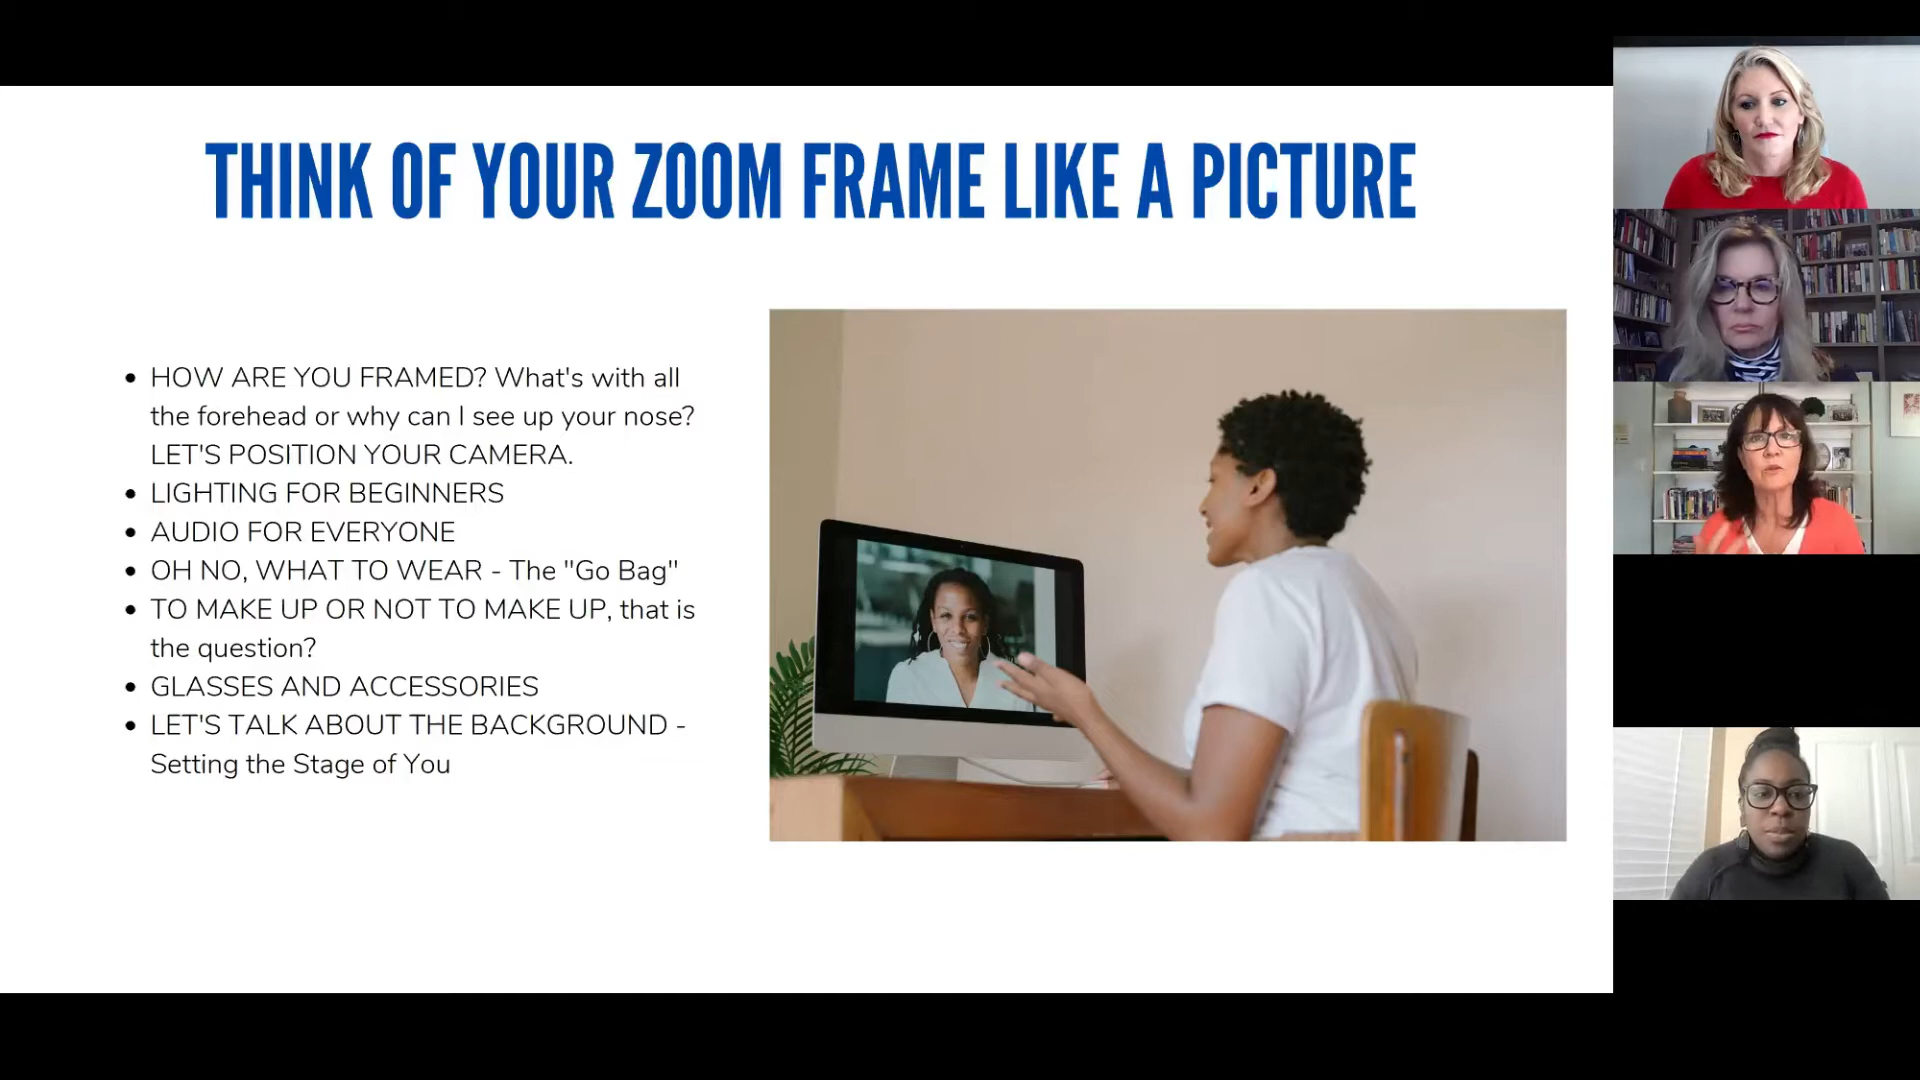 THINK OF YOUR ZOOM FRAME LIKE A PICTURE
HOW ARE YOU FRAMED? What's with all
the forehead or why can I see up your nose?
LET'S POSITION YOUR CAMERA.
LIGHTING FOR BEGINNERS
AUDIO FOR EVERYONE
OH NO, WHAT TO WEAR - The "Go Bag"
TO MAKE UP OR NOT TO MAKE UP, that is
the question?
GLASSES AND ACCESSORIES
LET'S TALK ABOUT THE BACKGROUND -
Setting the Stage of You